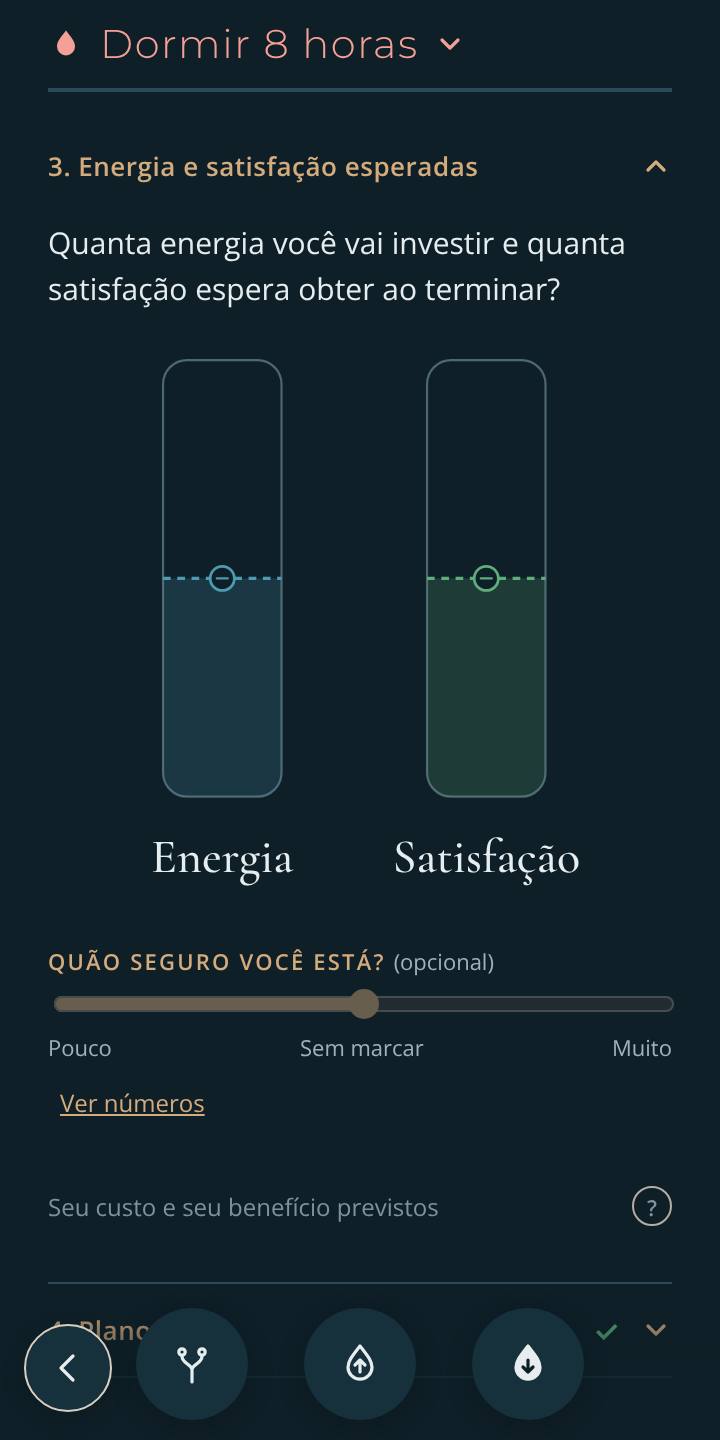 Dormir 8 horas
3. Energia e satisfação esperadas
Quanta energia você vai investir e quanta
satisfação espera obter ao terminar?
Energia
Satisfação
QUÃO SEGURO VOCÊ ESTÁ? (opcional)
Pouco
Sem marcar
Muito
Ver números
Seu custo e seu benefício previstos
?
Plano